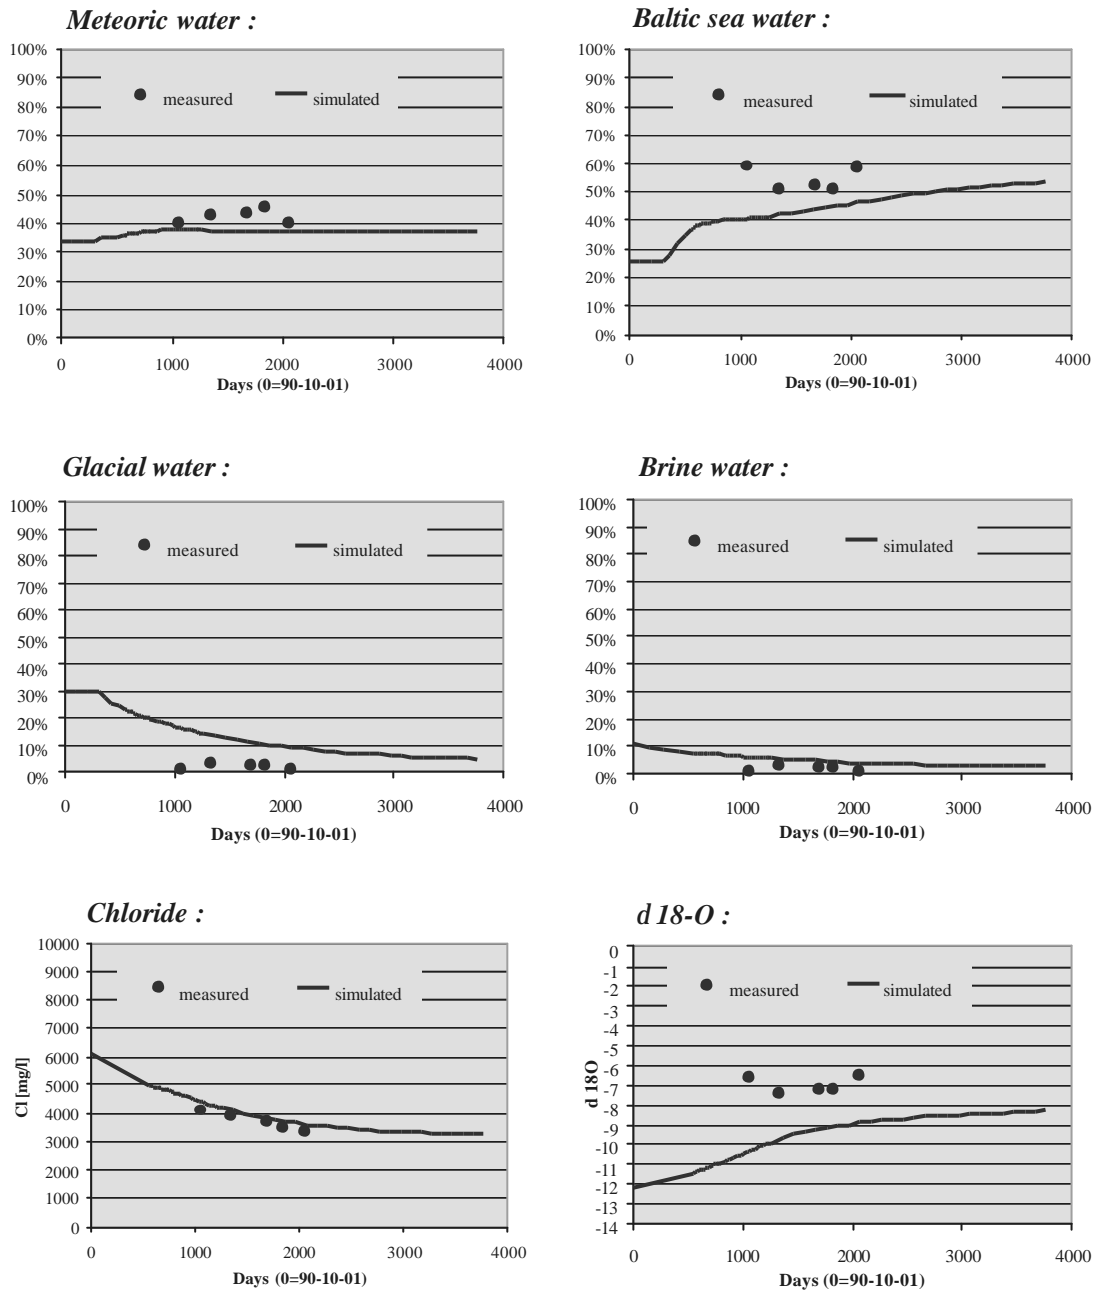 Meteoric water :
100%
90%
80%
70%
60%
50%
40%
30%
20%
10%
0%
measured
simulated
0 1000 2000 3000 4000
Days (0=90-10-01)
Baltic sea water :
100%
90%
80%
70%
60%
50%
40%
30%
20%
10%
0%
measured
simulated
0 1000 2000 3000 4000
Days (0=90-10-01)
Glacial water :
100%
90%
80%
70%
60%
50%
40%
30%
20%
10%
0%
measured
simulated
0 1000 2000 3000 4000
Days (0=90-10-01)
Brine water :
100%
90%
80%
70%
60%
50%
40%
30%
20%
10%
0%
measured
simulated
0 1000 2000 3000 4000
Days (0=90-10-01)
Chloride :
10000
9000
8000
7000
6000
5000
4000
3000
2000
1000
0
Cl [mg/l]
measured
simulated
0 1000 2000 3000 4000
Days (0=90-10-01)
d 18-O :
0
-1
-2
-3
-4
-5
-6
-7
-8
-9
-10
-11
-12
-13
-14
d 18O
measured
simulated
0 1000 2000 3000 4000
Days (0=90-10-01)